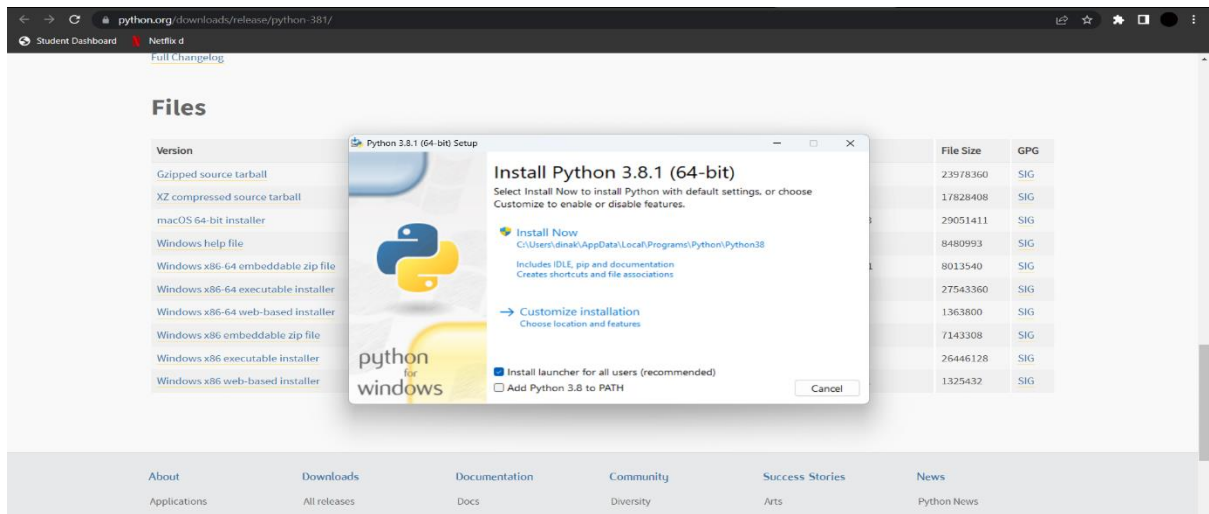 python.org/downloads/release/python-381/
Student Dashboard Netflix d
Full Changelog
Files
Version File Size GPG
Gzipped source tarball 23978360 SIG
XZ compressed source tarball 17828408 SIG
macOS 64-bit installer 29051411 SIG
Windows help file 8480993 SIG
Windows x86-64 embeddable zip file 8013540 SIG
Windows x86-64 executable installer 27543360 SIG
Windows x86-64 web-based installer 1363800 SIG
Windows x86 embeddable zip file 7143308 SIG
Windows x86 executable installer 26446128 SIG
Windows x86 web-based installer 1325432 SIG
Python 3.8.1 (64-bit) Setup
Install Python 3.8.1 (64-bit)
Select Install Now to install Python with default settings, or choose
Customize to enable or disable features.
Install Now
C:\Users\dinak\AppData\Local\Programs\Python\Python38
Includes IDLE, pip and documentation
Creates shortcuts and file associations
Customize installation
Choose location and features
Install launcher for all users (recommended)
Add Python 3.8 to PATH
Cancel
python
for
windows
About Downloads Documentation Community Success Stories News
Applications All releases Docs Diversity Arts Python News